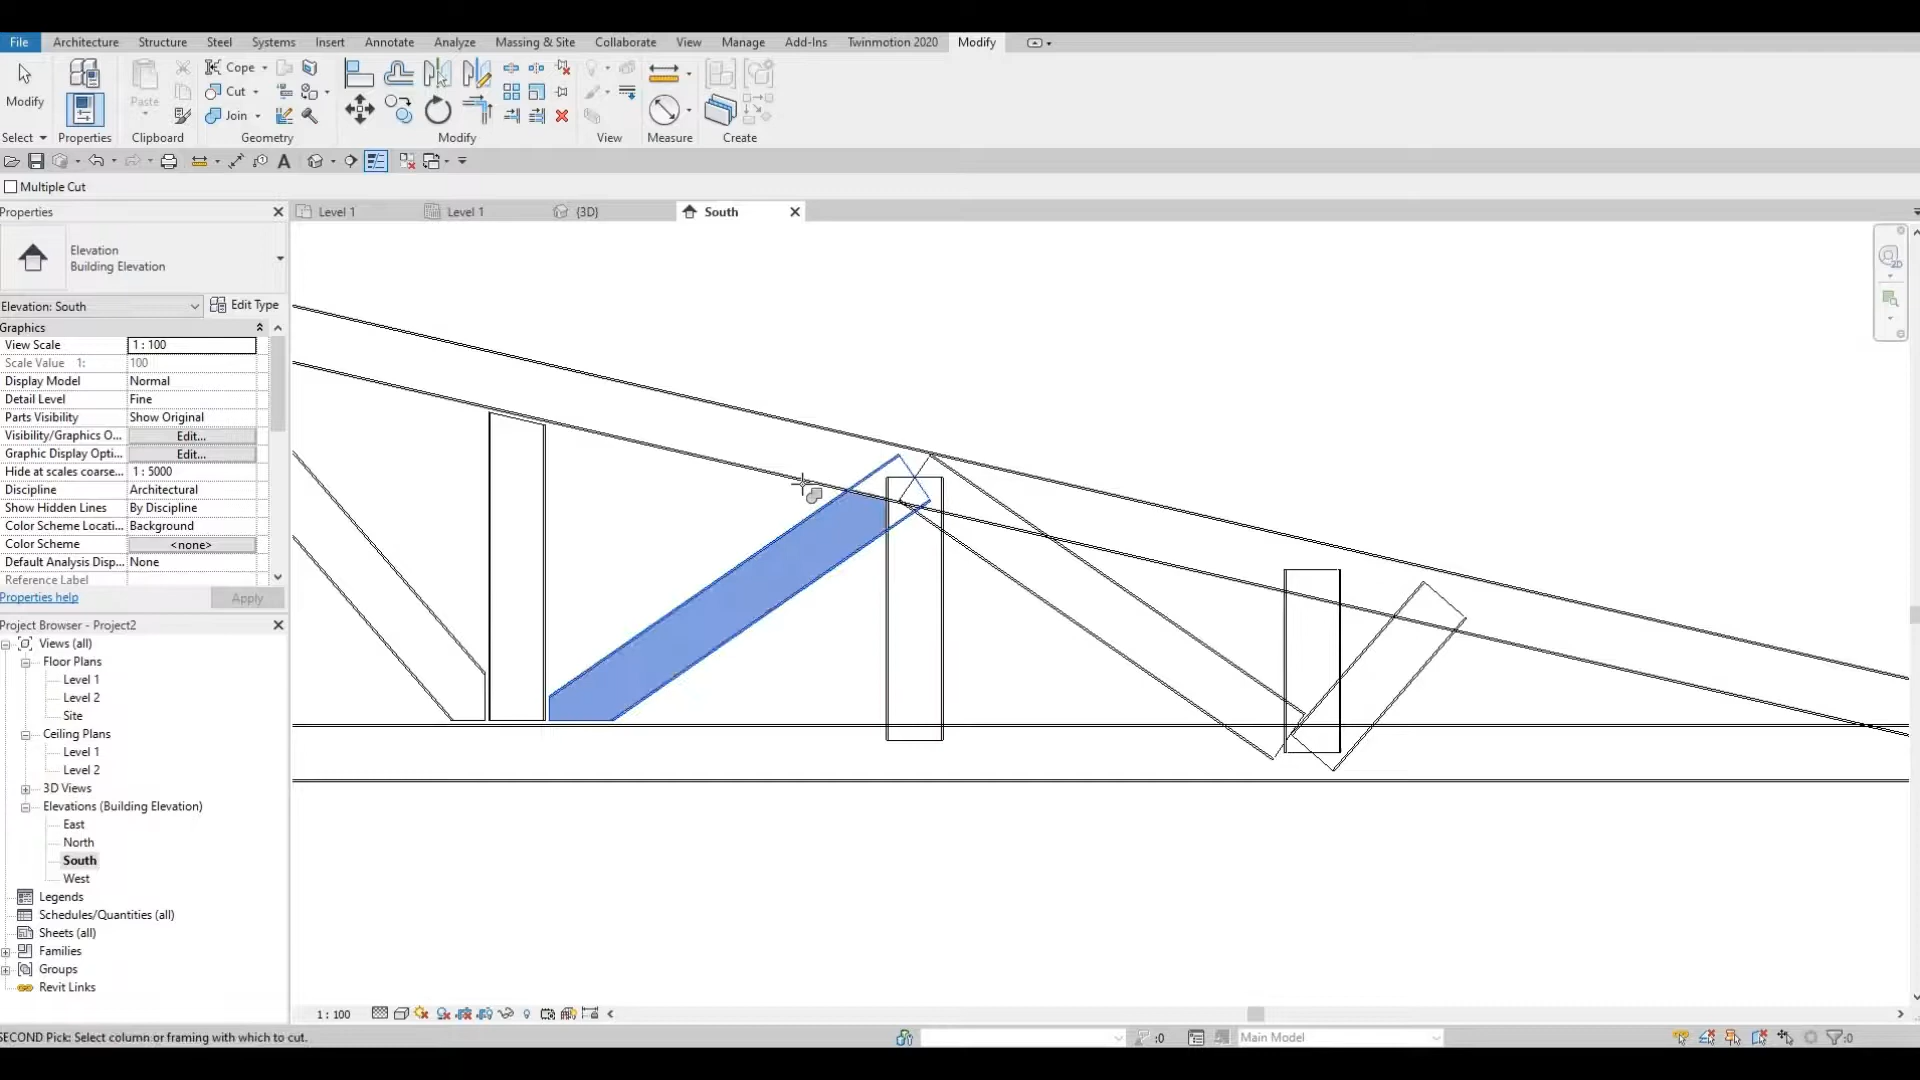 File Architecture Structure Steel Systems Insert Annotate Analyze Massing & Site Collaborate View Manage Add-Ins Twinmotion 2020 Modify
Cope
Cut
Join
Modify
Paste
Select Properties Clipboard Geometry Modify View Measure Create
A
Multiple Cut
Properties
Level 1 Level 1 {3D} South
Elevation
Building Elevation
Elevation: South Edit Type
Graphics
View Scale 1 : 100
Scale Value 1: 100
Display Model Normal
Detail Level Fine
Parts Visibility Show Original
Visibility/Graphics O... Edit...
Graphic Display Opti... Edit...
Hide at scales coarse... 1 : 5000
Discipline Architectural
Show Hidden Lines By Discipline
Color Scheme Locati... Background
Color Scheme <none>
Default Analysis Disp... None
Reference Label
Properties help Apply
Project Browser - Project2
Views (all)
Floor Plans
Level 1
Level 2
Site
Ceiling Plans
Level 1
Level 2
3D Views
Elevations (Building Elevation)
East
North
South
West
Legends
Schedules/Quantities (all)
Sheets (all)
Families
Groups
Revit Links
2D
1 : 100
SECOND Pick: Select column or framing with which to cut.
:0 Main Model :0